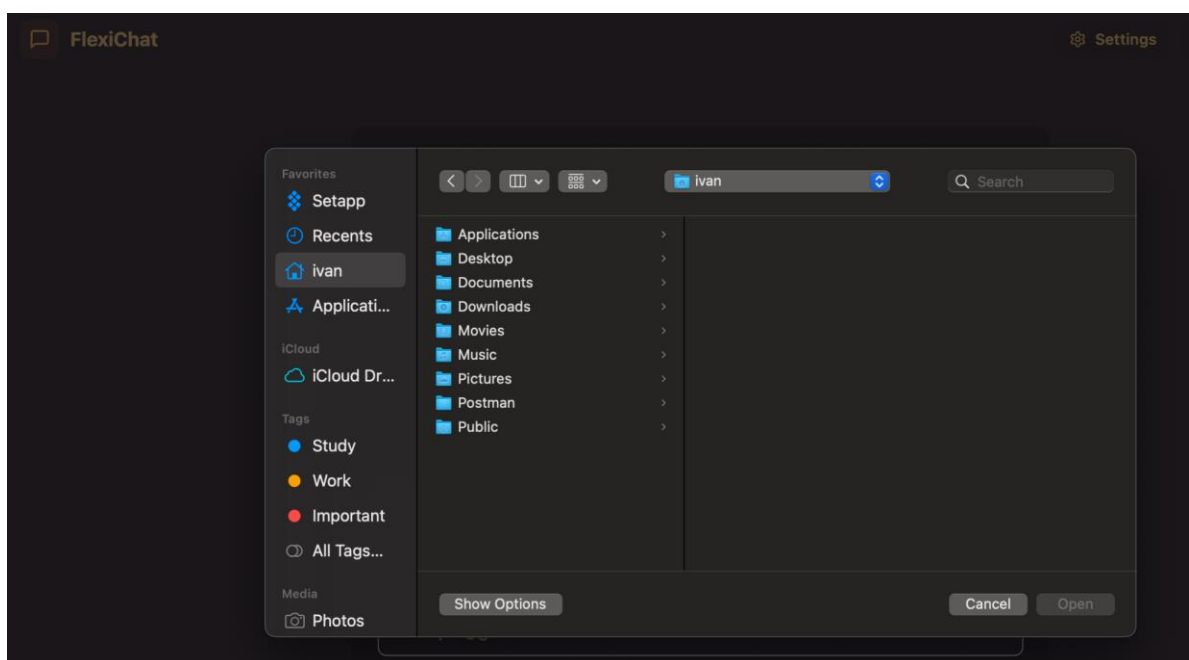 FlexiChat
Settings
Favorites
Setapp
Recents
ivan
Applicati...
iCloud
iCloud Dr...
Tags
Study
Work
Important
All Tags...
Media
Photos
ivan
Search
Applications
Desktop
Documents
Downloads
Movies
Music
Pictures
Postman
Public
Show Options
Cancel
Open